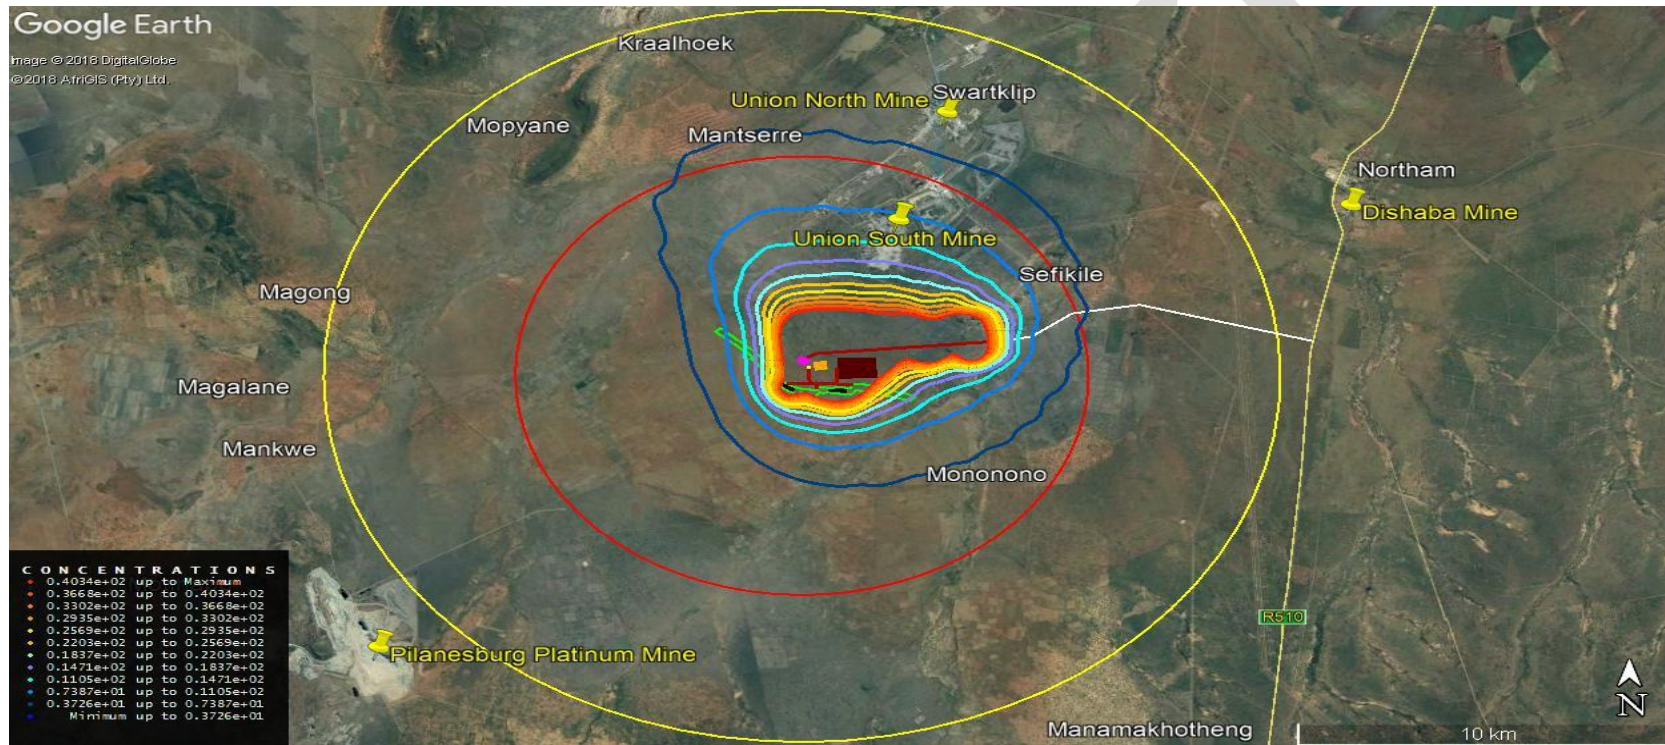 Google Earth
Image © 2018 DigitalGlobe
© 2018 AfriGIS (Pty) Ltd.
Kraalhoek
Swartklip
Union North Mine
Mopyane
Mantserre
Northam
Dishaba Mine
Union South Mine
Sefikile
Magong
Magalane
Mankwe
Mononono
CONCENTRATIONS
0.4034e+02 up to Maximum
0.3668e+02 up to 0.4034e+02
0.3302e+02 up to 0.3668e+02
0.2935e+02 up to 0.3302e+02
0.2569e+02 up to 0.2935e+02
0.2203e+02 up to 0.2569e+02
0.1837e+02 up to 0.2203e+02
0.1471e+02 up to 0.1837e+02
0.1105e+02 up to 0.1471e+02
0.7387e+01 up to 0.1105e+02
0.3726e+01 up to 0.7387e+01
Minimum up to 0.3726e+01
R510
Pilanesburg Platinum Mine
Manamakhotheng
N
10 km